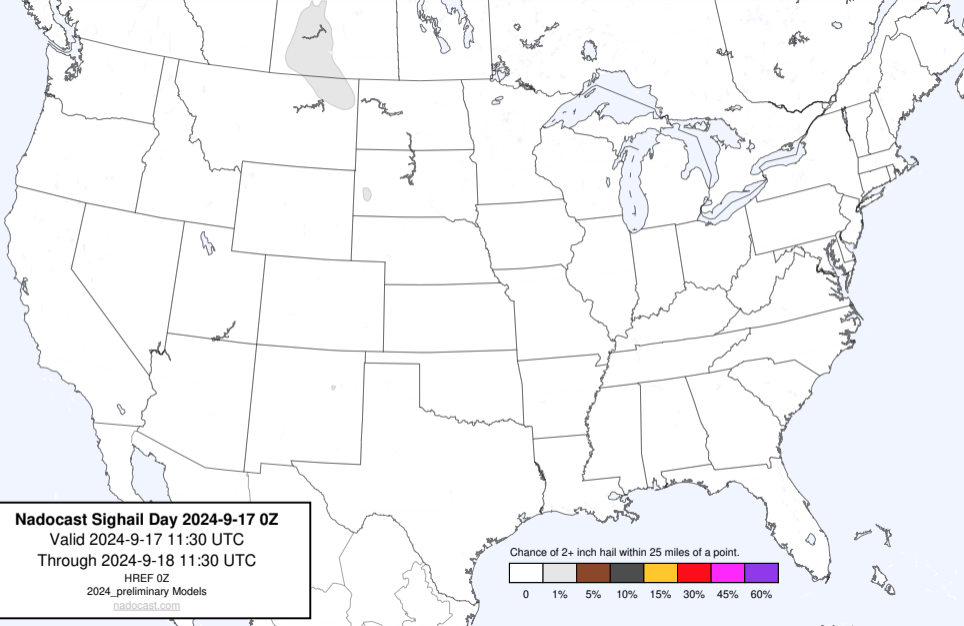 Nadocast Sighail Day 2024-9-17 0Z
Valid 2024-9-17 11:30 UTC
Through 2024-9-18 11:30 UTC
HREF 0Z
2024_preliminary Models
nadocast.com
Chance of 2+ inch hail within 25 miles of a point.
0 1% 5% 10% 15% 30% 45% 60%